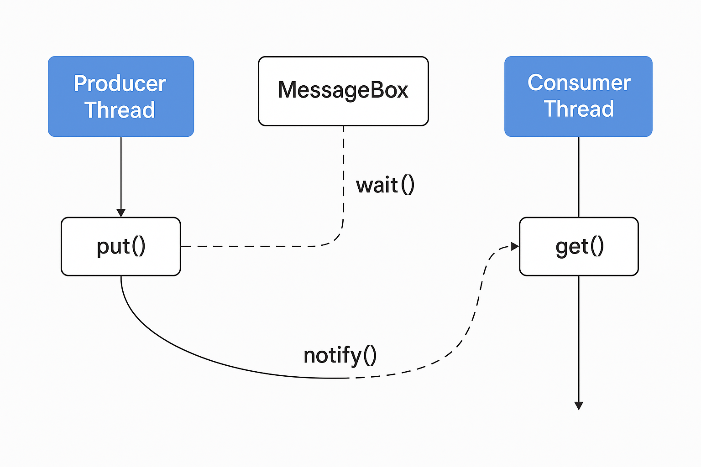 Producer
Thread
MessageBox
Consumer
Thread
wait()
put()
get()
notify()